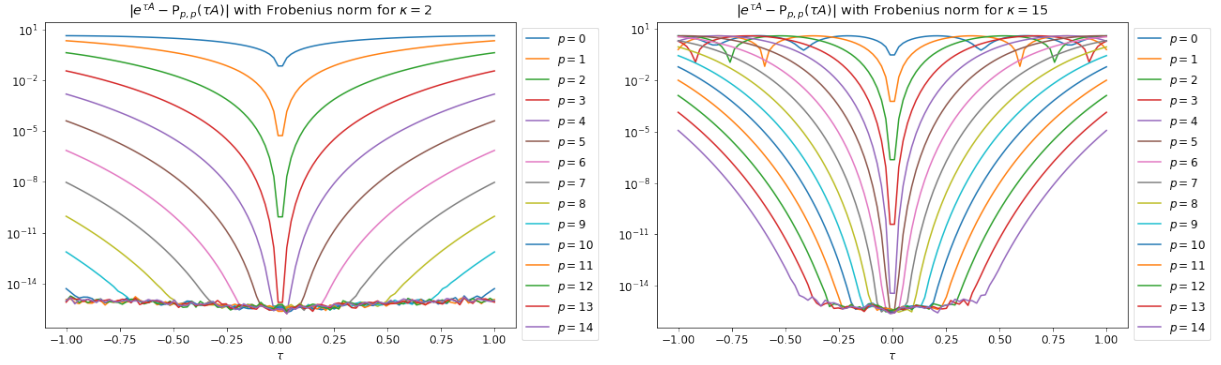 |e^{τA} − P_{p,p}(τA)| with Frobenius norm for κ = 2
10^1
10^{−2}
10^{−5}
10^{−8}
10^{−11}
10^{−14}
−1.00 −0.75 −0.50 −0.25 0.00 0.25 0.50 0.75 1.00
τ
p = 0
p = 1
p = 2
p = 3
p = 4
p = 5
p = 6
p = 7
p = 8
p = 9
p = 10
p = 11
p = 12
p = 13
p = 14
|e^{τA} − P_{p,p}(τA)| with Frobenius norm for κ = 15
10^1
10^{−2}
10^{−5}
10^{−8}
10^{−11}
10^{−14}
−1.00 −0.75 −0.50 −0.25 0.00 0.25 0.50 0.75 1.00
τ
p = 0
p = 1
p = 2
p = 3
p = 4
p = 5
p = 6
p = 7
p = 8
p = 9
p = 10
p = 11
p = 12
p = 13
p = 14